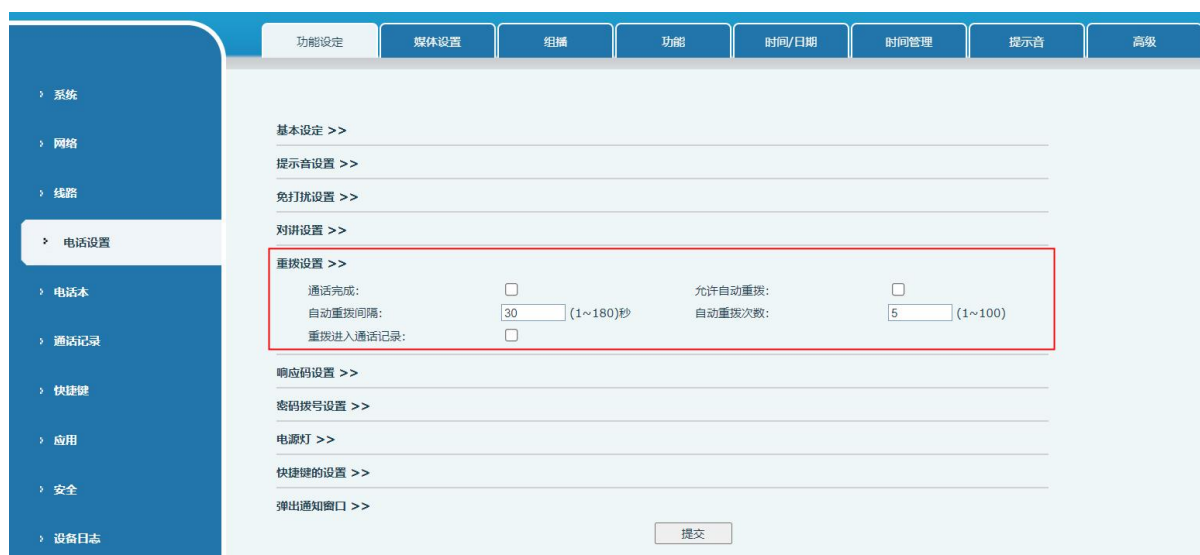 功能设定 媒体设置 组播 功能 时间/日期 时间管理 提示音 高级
› 系统
› 网络
› 线路
› 电话设置
› 电话本
› 通话记录
› 快捷键
› 应用
› 安全
› 设备日志
基本设定 >>
提示音设置 >>
免打扰设置 >>
对讲设置 >>
重拨设置 >>
通话完成: 允许自动重拨:
自动重拨间隔: 30 (1~180)秒 自动重拨次数: 5 (1~100)
重拨进入通话记录:
响应码设置 >>
密码拨号设置 >>
电源灯 >>
快捷键的设置 >>
弹出通知窗口 >>
提交